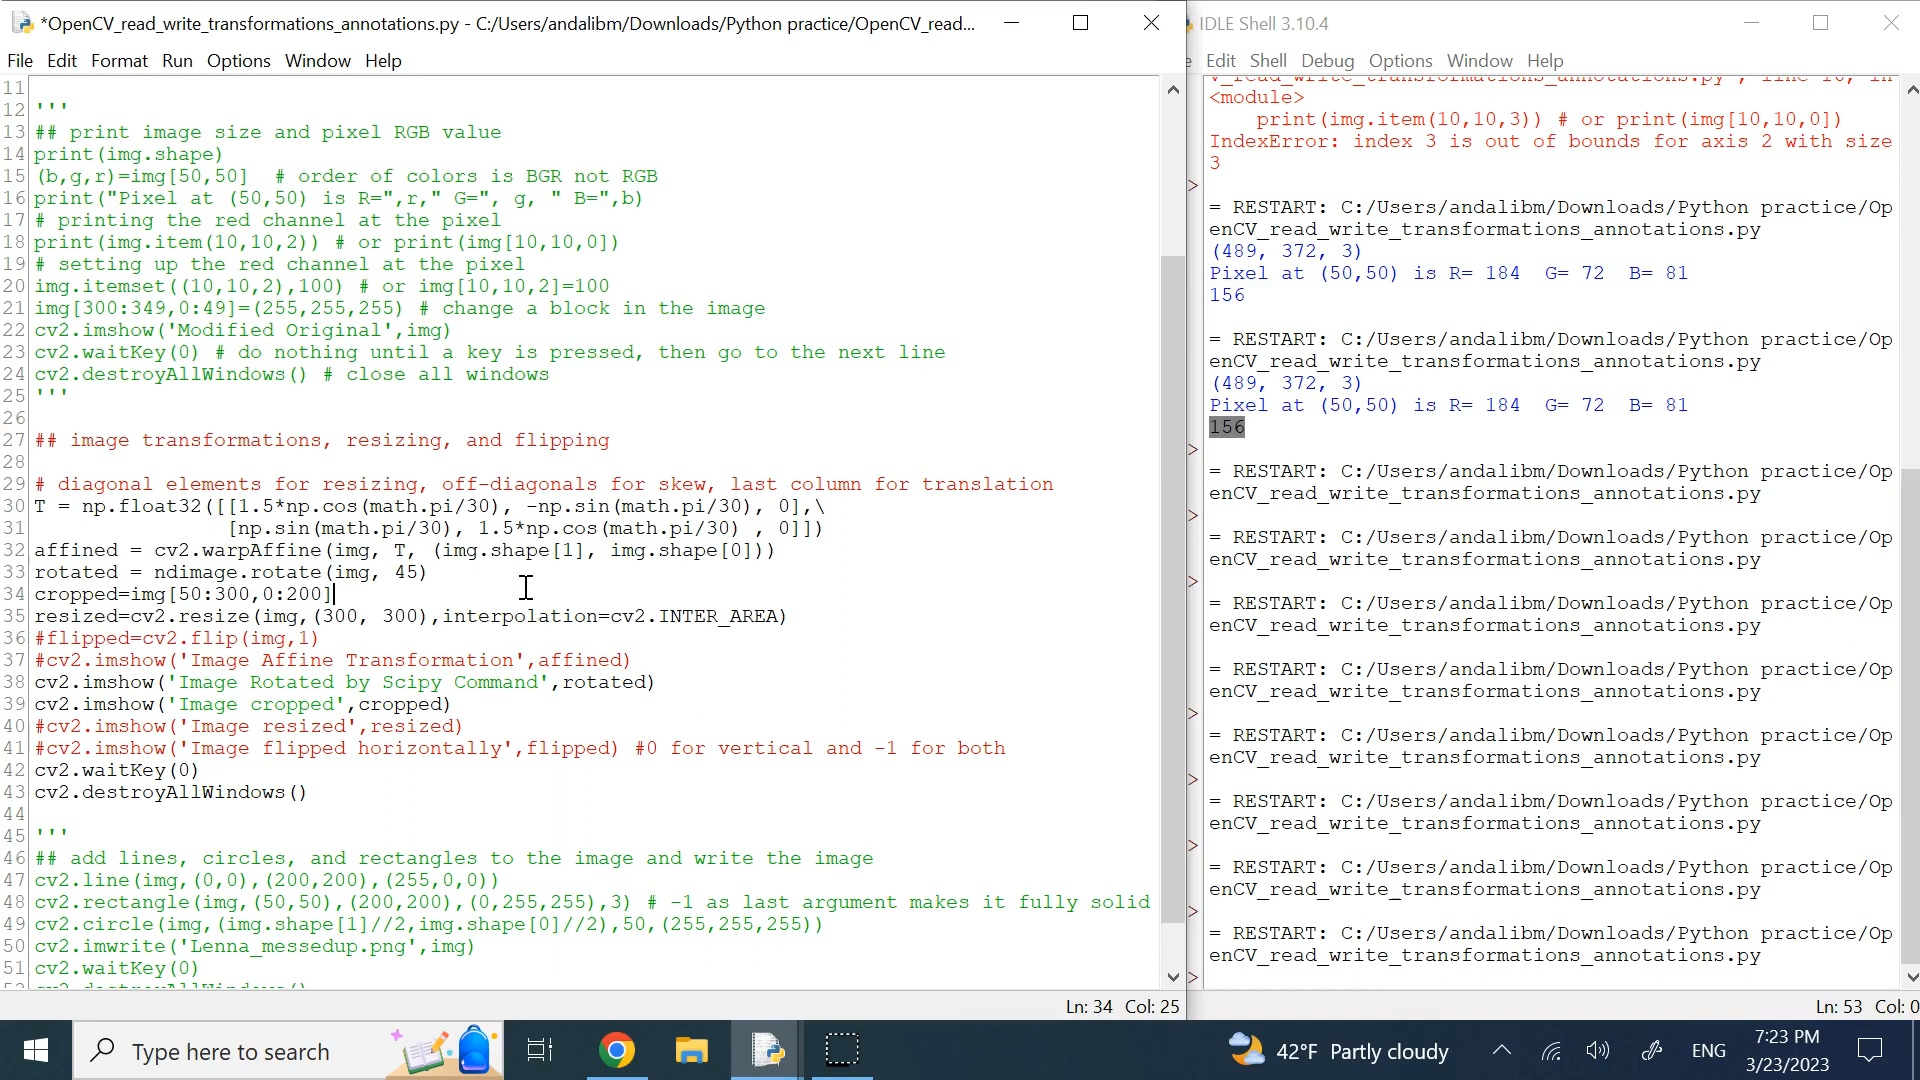 *OpenCV_read_write_transformations_annotations.py - C:/Users/andalibm/Downloads/Python practice/OpenCV_read...
File Edit Format Run Options Window Help
11
12 '''
13 ## print image size and pixel RGB value
14 print(img.shape)
15 (b,g,r)=img[50,50]  # order of colors is BGR not RGB
16 print("Pixel at (50,50) is R=",r," G=", g, " B=",b)
17 # printing the red channel at the pixel
18 print(img.item(10,10,2)) # or print(img[10,10,0])
19 # setting up the red channel at the pixel
20 img.itemset((10,10,2),100) # or img[10,10,2]=100
21 img[300:349,0:49]=(255,255,255) # change a block in the image
22 cv2.imshow('Modified Original',img)
23 cv2.waitKey(0) # do nothing until a key is pressed, then go to the next line
24 cv2.destroyAllWindows() # close all windows
25 '''
26
27 ## image transformations, resizing, and flipping
28
29 # diagonal elements for resizing, off-diagonals for skew, last column for translation
30 T = np.float32([[1.5*np.cos(math.pi/30), -np.sin(math.pi/30), 0],\
31                 [np.sin(math.pi/30), 1.5*np.cos(math.pi/30) , 0]])
32 affined = cv2.warpAffine(img, T, (img.shape[1], img.shape[0]))
33 rotated = ndimage.rotate(img, 45)
34 cropped=img[50:300,0:200]
35 resized=cv2.resize(img,(300, 300),interpolation=cv2.INTER_AREA)
36 #flipped=cv2.flip(img,1)
37 #cv2.imshow('Image Affine Transformation',affined)
38 cv2.imshow('Image Rotated by Scipy Command',rotated)
39 cv2.imshow('Image cropped',cropped)
40 #cv2.imshow('Image resized',resized)
41 #cv2.imshow('Image flipped horizontally',flipped) #0 for vertical and -1 for both
42 cv2.waitKey(0)
43 cv2.destroyAllWindows()
44
45 '''
46 ## add lines, circles, and rectangles to the image and write the image
47 cv2.line(img,(0,0),(200,200),(255,0,0))
48 cv2.rectangle(img,(50,50),(200,200),(0,255,255),3) # -1 as last argument makes it fully solid
49 cv2.circle(img,(img.shape[1]//2,img.shape[0]//2),50,(255,255,255))
50 cv2.imwrite('Lenna_messedup.png',img)
51 cv2.waitKey(0)
Ln: 34 Col: 25
IDLE Shell 3.10.4
Edit Shell Debug Options Window Help
v_read_write_transformations_annotations.py", line 18, in
<module>
    print(img.item(10,10,3)) # or print(img[10,10,0])
IndexError: index 3 is out of bounds for axis 2 with size
3
>
= RESTART: C:/Users/andalibm/Downloads/Python practice/Op
enCV_read_write_transformations_annotations.py
(489, 372, 3)
Pixel at (50,50) is R= 184  G= 72  B= 81
156
= RESTART: C:/Users/andalibm/Downloads/Python practice/Op
enCV_read_write_transformations_annotations.py
(489, 372, 3)
Pixel at (50,50) is R= 184  G= 72  B= 81
156
>
= RESTART: C:/Users/andalibm/Downloads/Python practice/Op
enCV_read_write_transformations_annotations.py
>
= RESTART: C:/Users/andalibm/Downloads/Python practice/Op
enCV_read_write_transformations_annotations.py
>
= RESTART: C:/Users/andalibm/Downloads/Python practice/Op
enCV_read_write_transformations_annotations.py
>
= RESTART: C:/Users/andalibm/Downloads/Python practice/Op
enCV_read_write_transformations_annotations.py
>
= RESTART: C:/Users/andalibm/Downloads/Python practice/Op
enCV_read_write_transformations_annotations.py
>
= RESTART: C:/Users/andalibm/Downloads/Python practice/Op
enCV_read_write_transformations_annotations.py
>
= RESTART: C:/Users/andalibm/Downloads/Python practice/Op
enCV_read_write_transformations_annotations.py
>
= RESTART: C:/Users/andalibm/Downloads/Python practice/Op
enCV_read_write_transformations_annotations.py
>
Ln: 53 Col: 0
Type here to search
42°F Partly cloudy
ENG
7:23 PM
3/23/2023